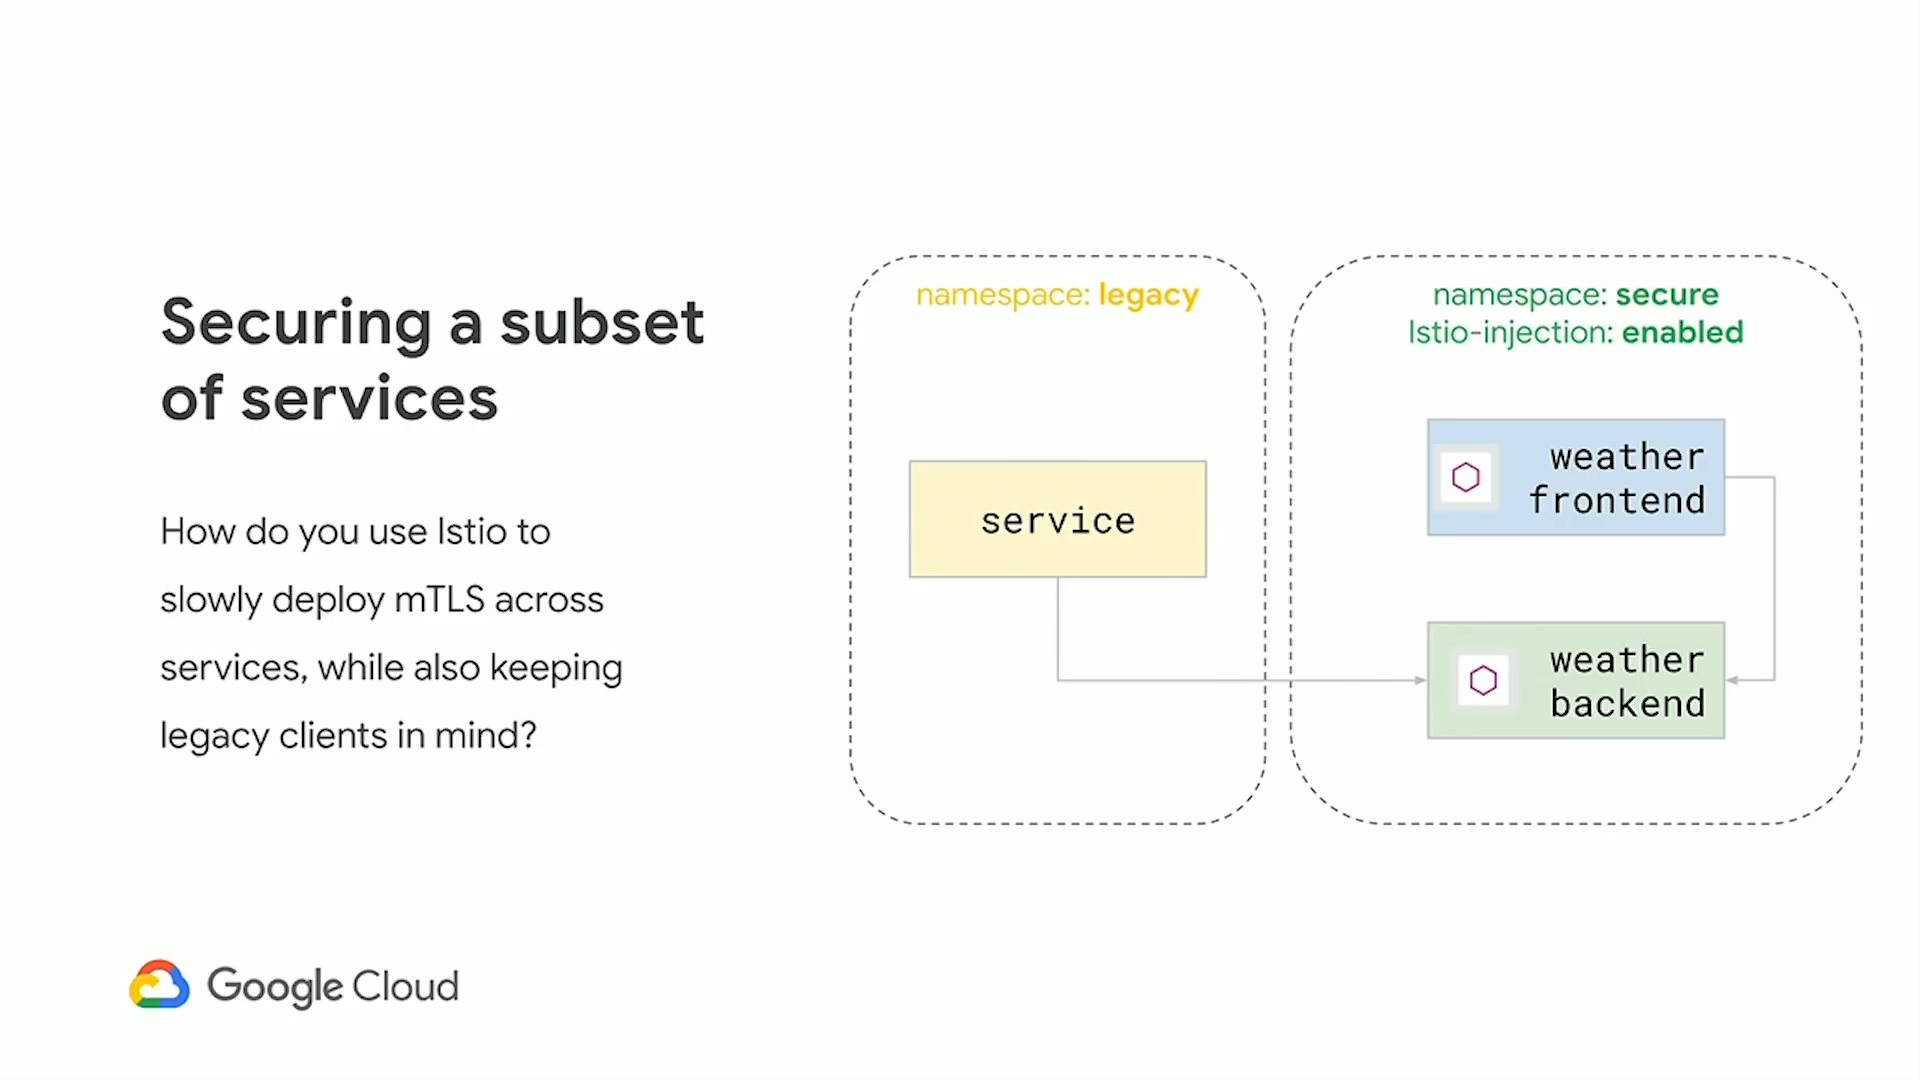 Securing a subset
of services
How do you use Istio to
slowly deploy mTLS across
services, while also keeping
legacy clients in mind?
namespace: legacy
service
namespace: secure
Istio-injection: enabled
weather
frontend
weather
backend
Google Cloud